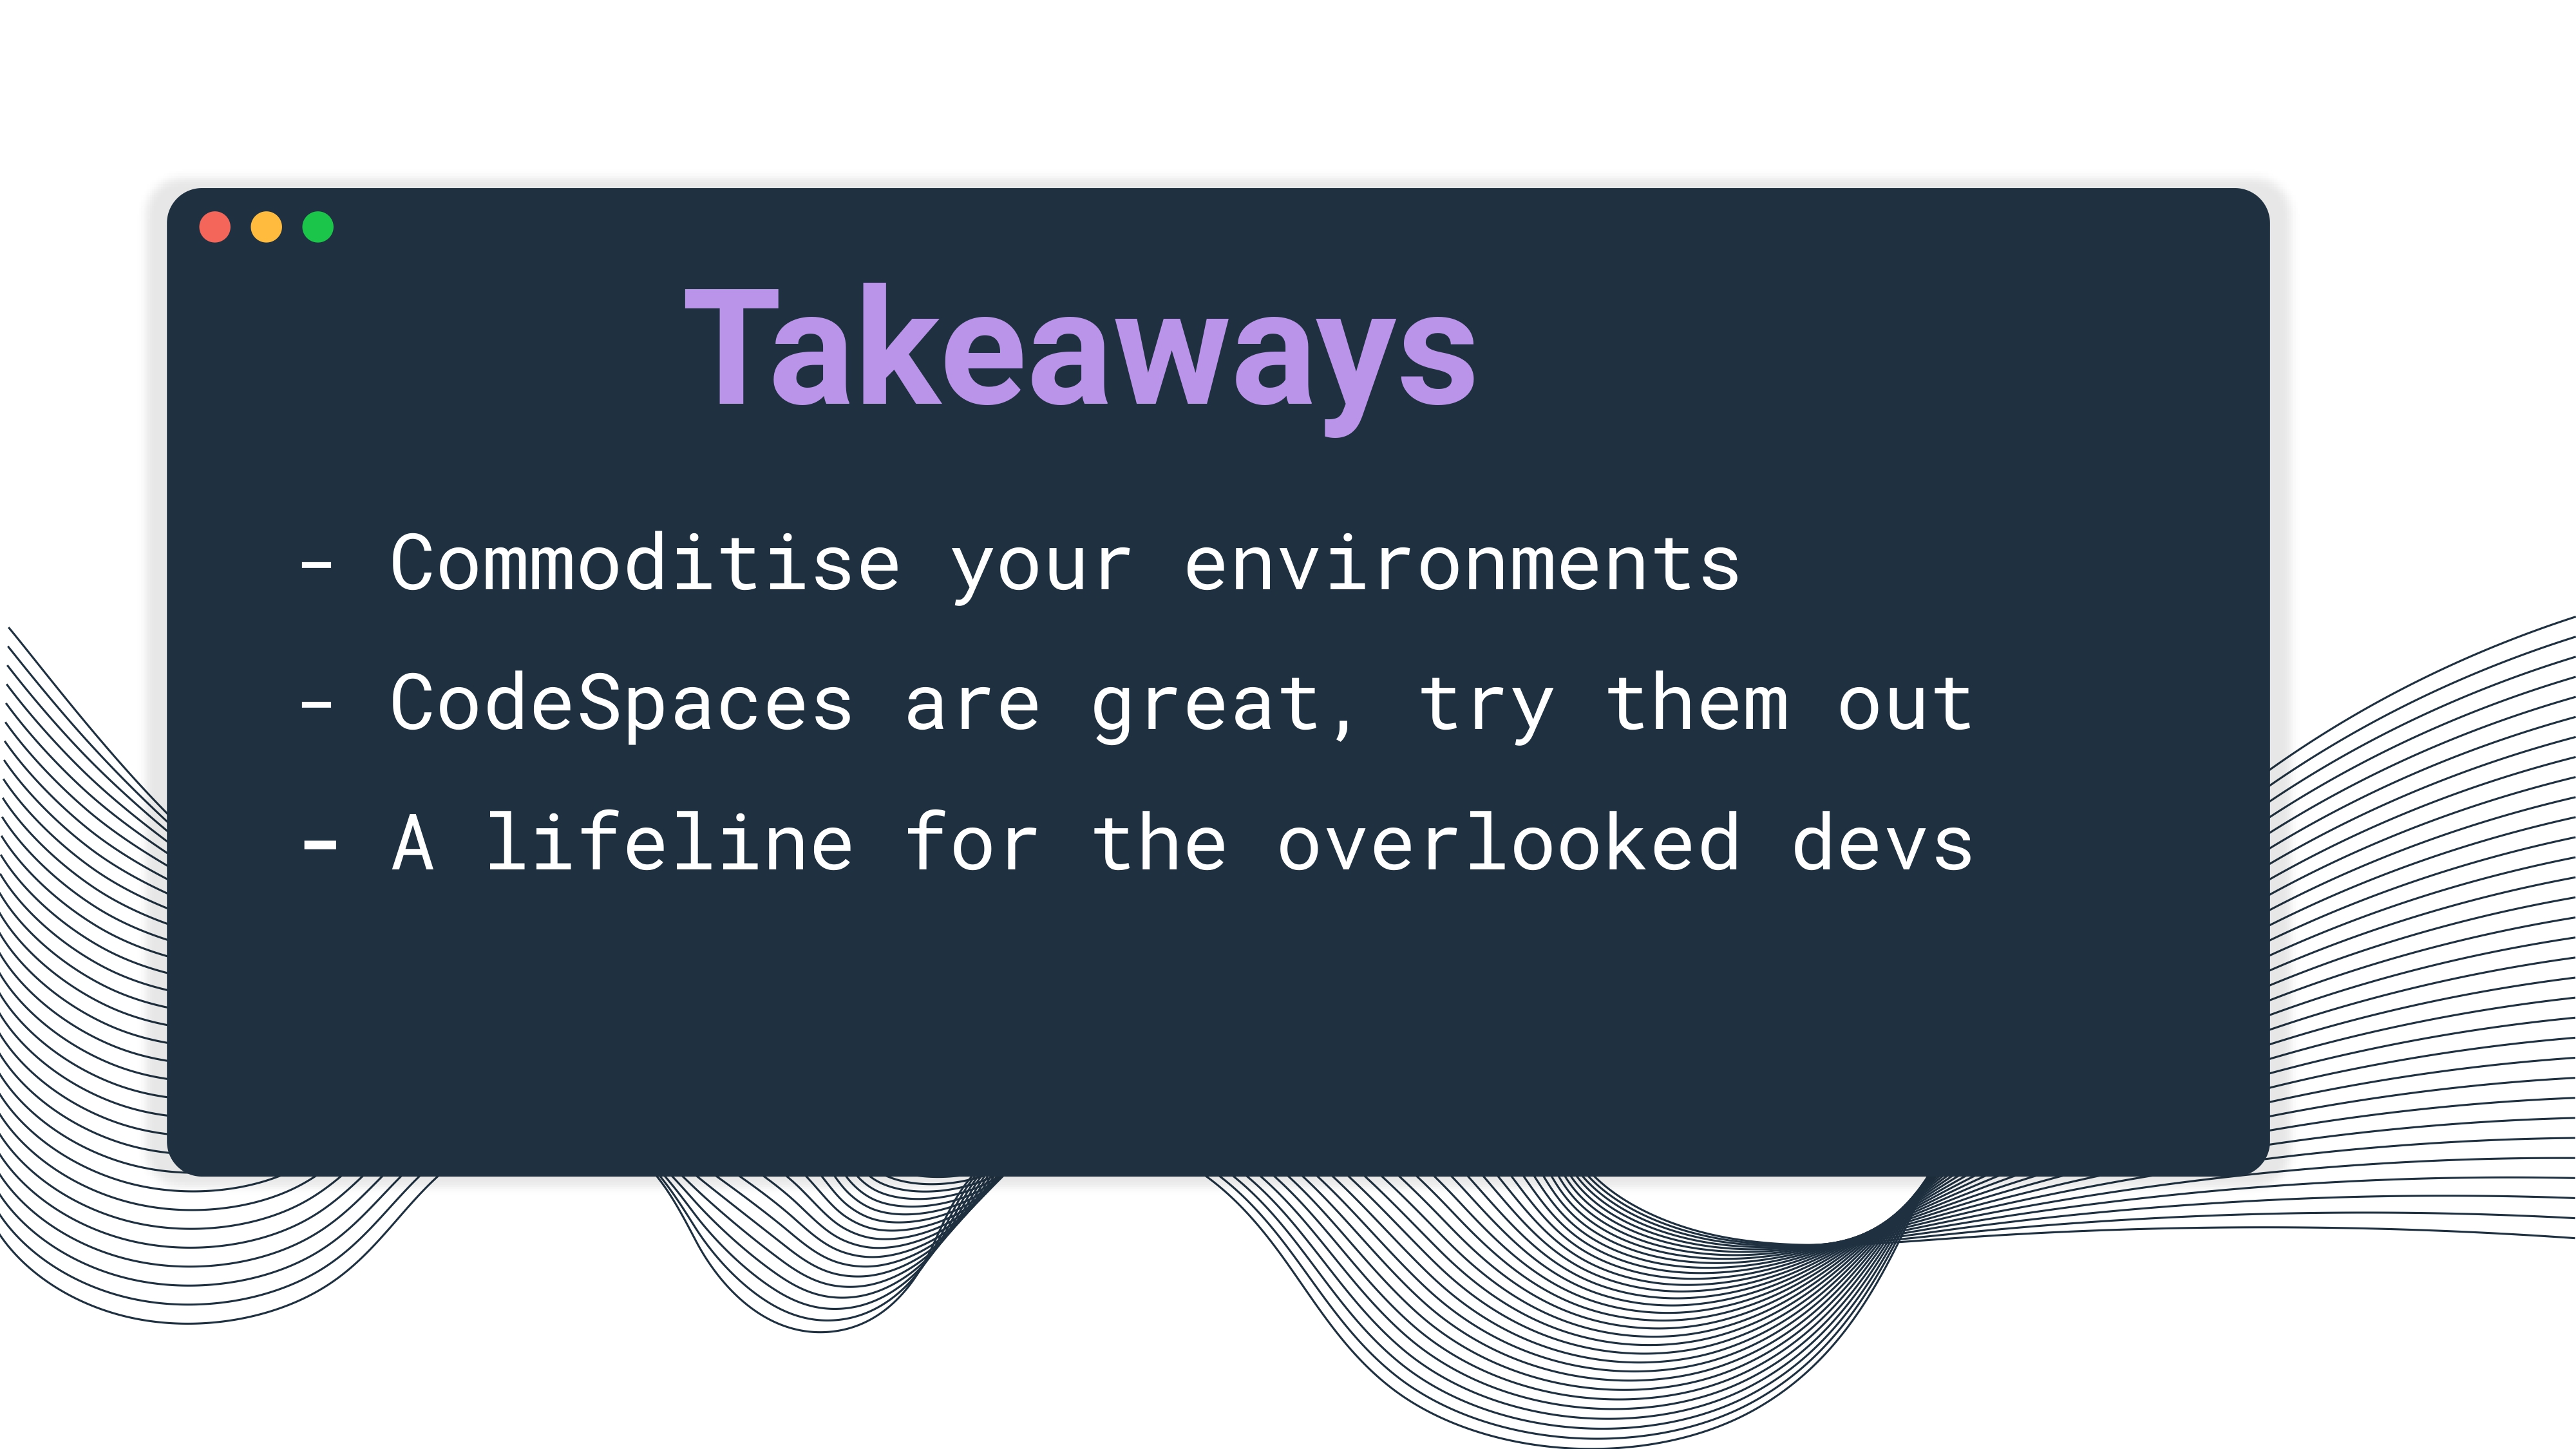 Takeaways
- Commoditise your environments
- CodeSpaces are great, try them out
- A lifeline for the overlooked devs